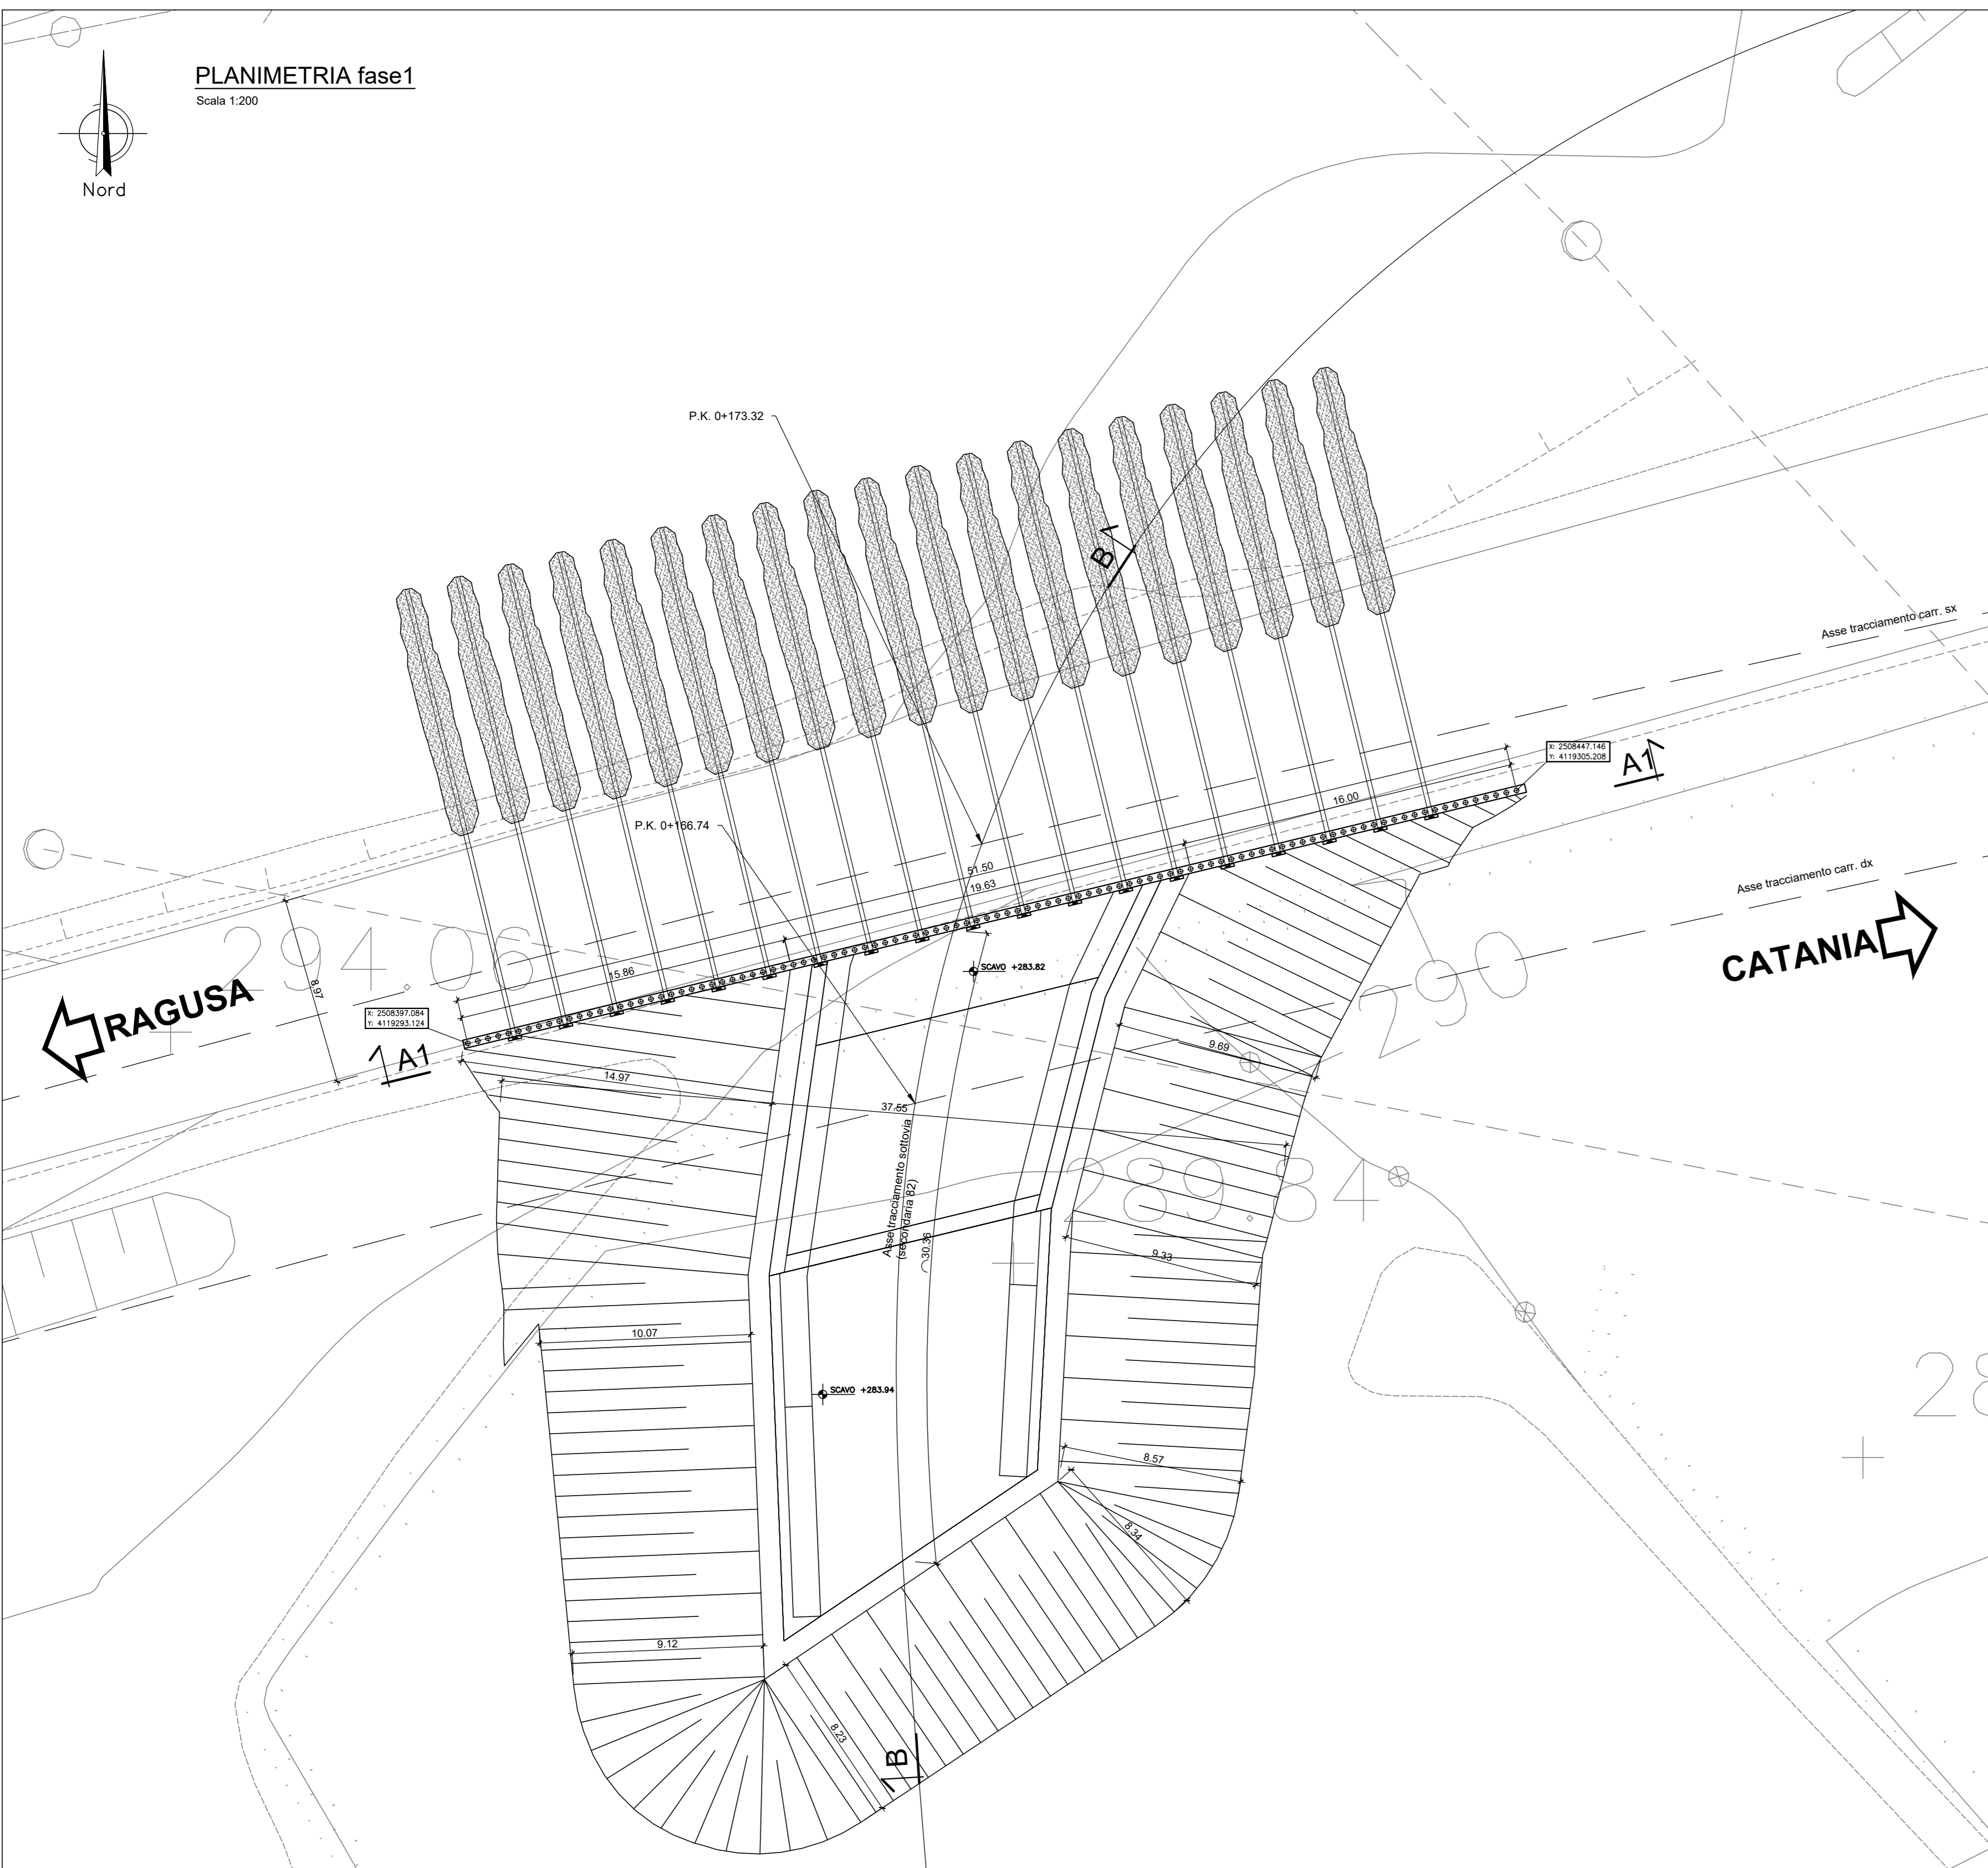 PLANIMETRIA fase1
Scala 1:200
Nord
P.K. 0+173.32
B
Asse tracciamento carr. sx
X: 2508447.146
Y: 4119305.208
A1
16.00
P.K. 0+166.74
51.50
19.63
Asse tracciamento carr. dx
294.06
CATANIA
290
SCAVO +283.82
15.86
8.97
RAGUSA
X: 2508397.084
Y: 4119293.124
A1
9.69
14.97
37.55
Asse tracciamento sottovia
(secondaria 82)
289.84
30.36
9.33
10.07
28
SCAVO +283.94
8.57
8.34
9.12
8.23
B